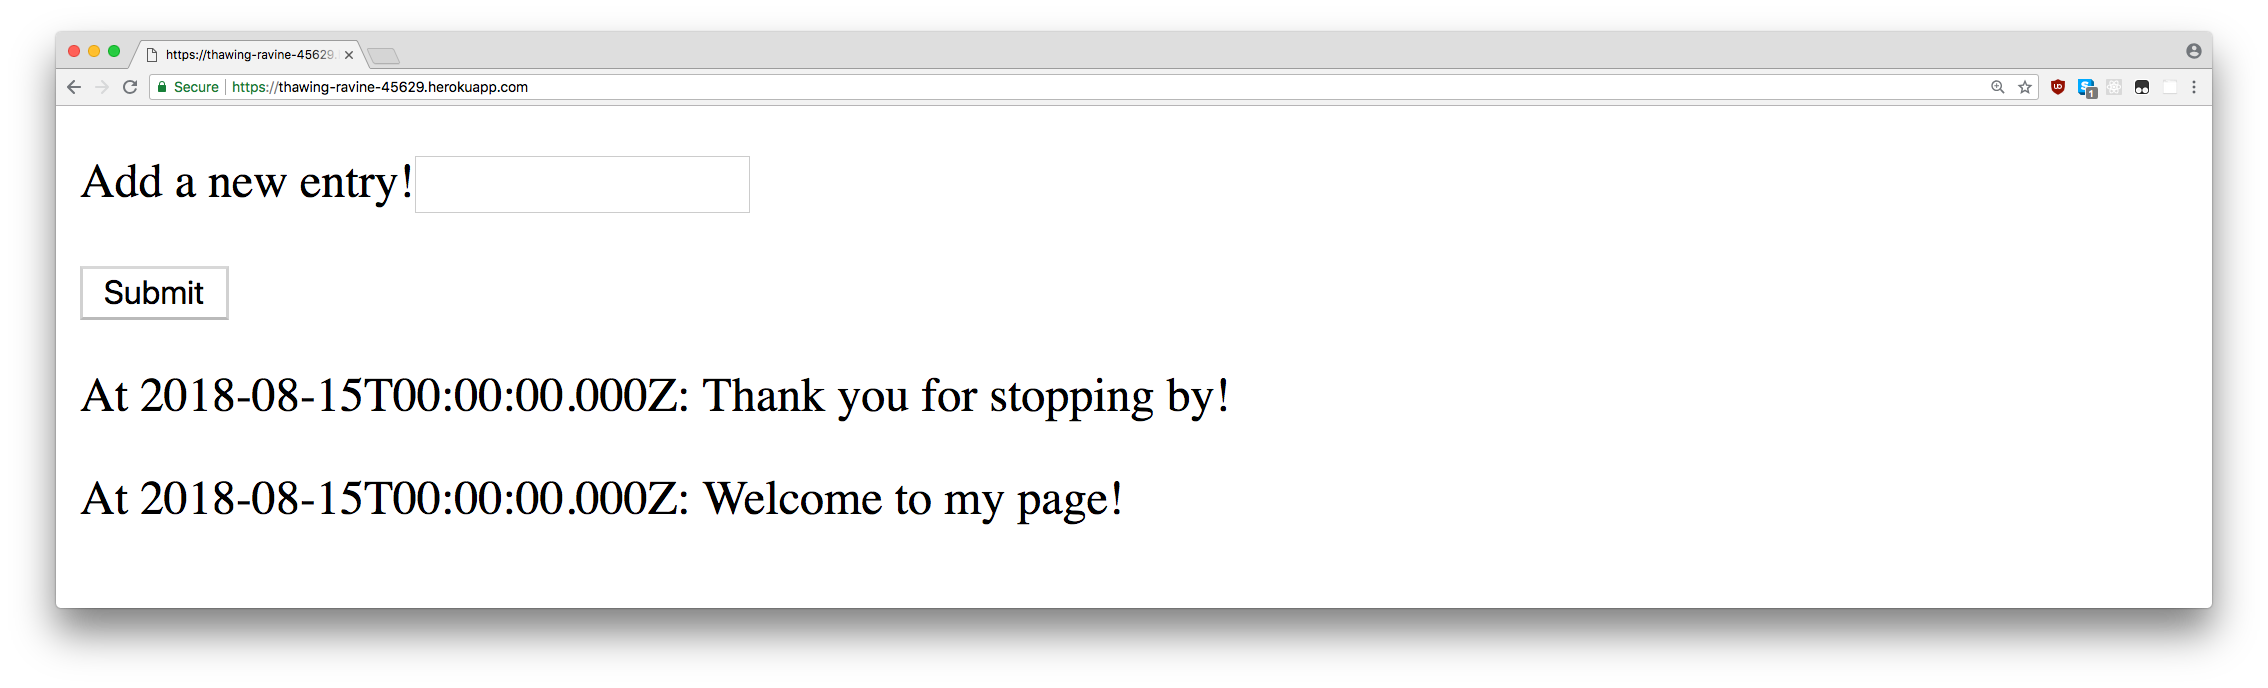 https://thawing-ravine-45629.
Secure https://thawing-ravine-45629.herokuapp.com
1
Add a new entry!
Submit
At 2018-08-15T00:00:00.000Z: Thank you for stopping by!
At 2018-08-15T00:00:00.000Z: Welcome to my page!